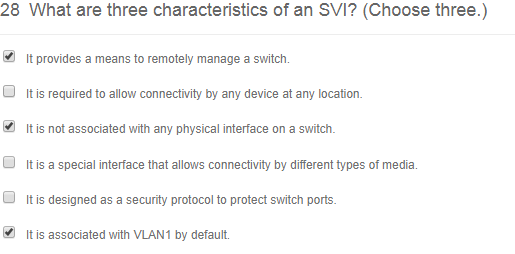 28 What are three characteristics of an SVI? (Choose three.)
It provides a means to remotely manage a switch.
It is required to allow connectivity by any device at any location.
It is not associated with any physical interface on a switch.
It is a special interface that allows connectivity by different types of media.
It is designed as a security protocol to protect switch ports.
It is associated with VLAN1 by default.